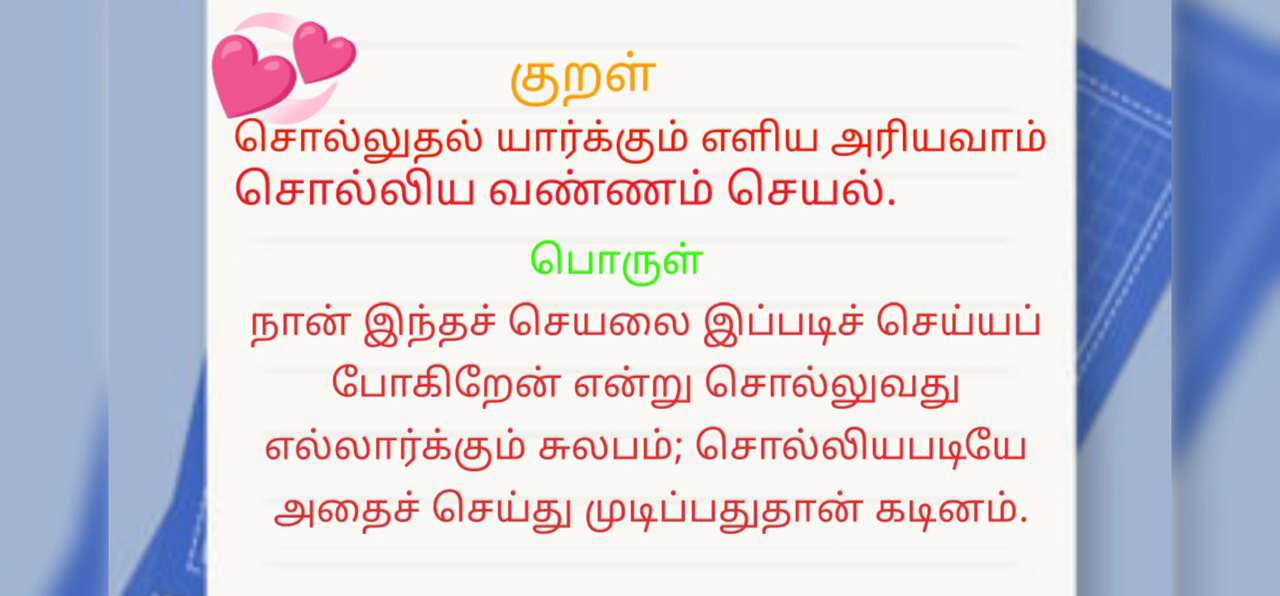 குறள்
சொல்லுதல் யார்க்கும் எளிய அரியவாம்
சொல்லிய வண்ணம் செயல்.
பொருள்
நான் இந்தச் செயலை இப்படிச் செய்யப்
போகிறேன் என்று சொல்லுவது
எல்லார்க்கும் சுலபம்; சொல்லியபடியே
அதைச் செய்து முடிப்பதுதான் கடினம்.